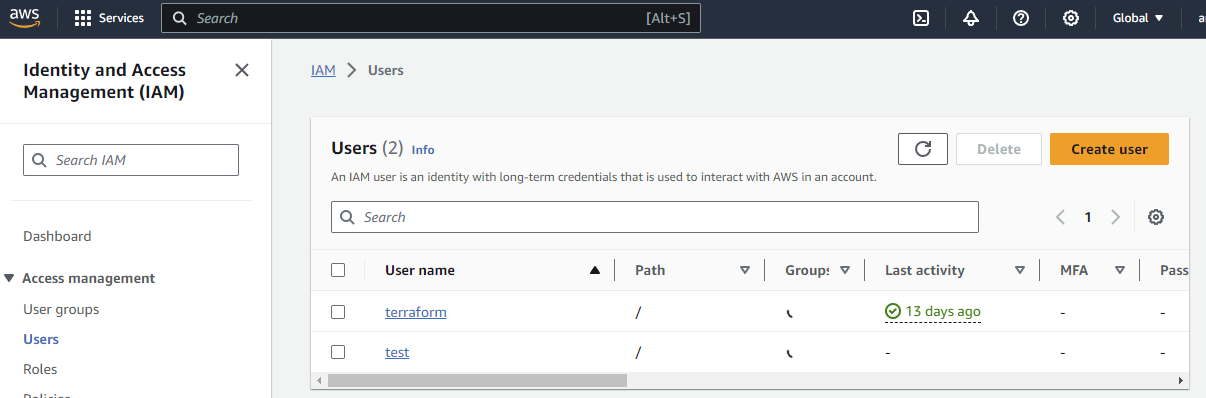 aws Services Search [Alt+S] Global
Identity and Access Management (IAM)
Search IAM
Dashboard
Access management
User groups
Users
Roles
IAM > Users
Users (2) Info
Delete
Create user
An IAM user is an identity with long-term credentials that is used to interact with AWS in an account.
Search
1
User name Path Groups Last activity MFA Pass
terraform / 13 days ago - -
test / - - -